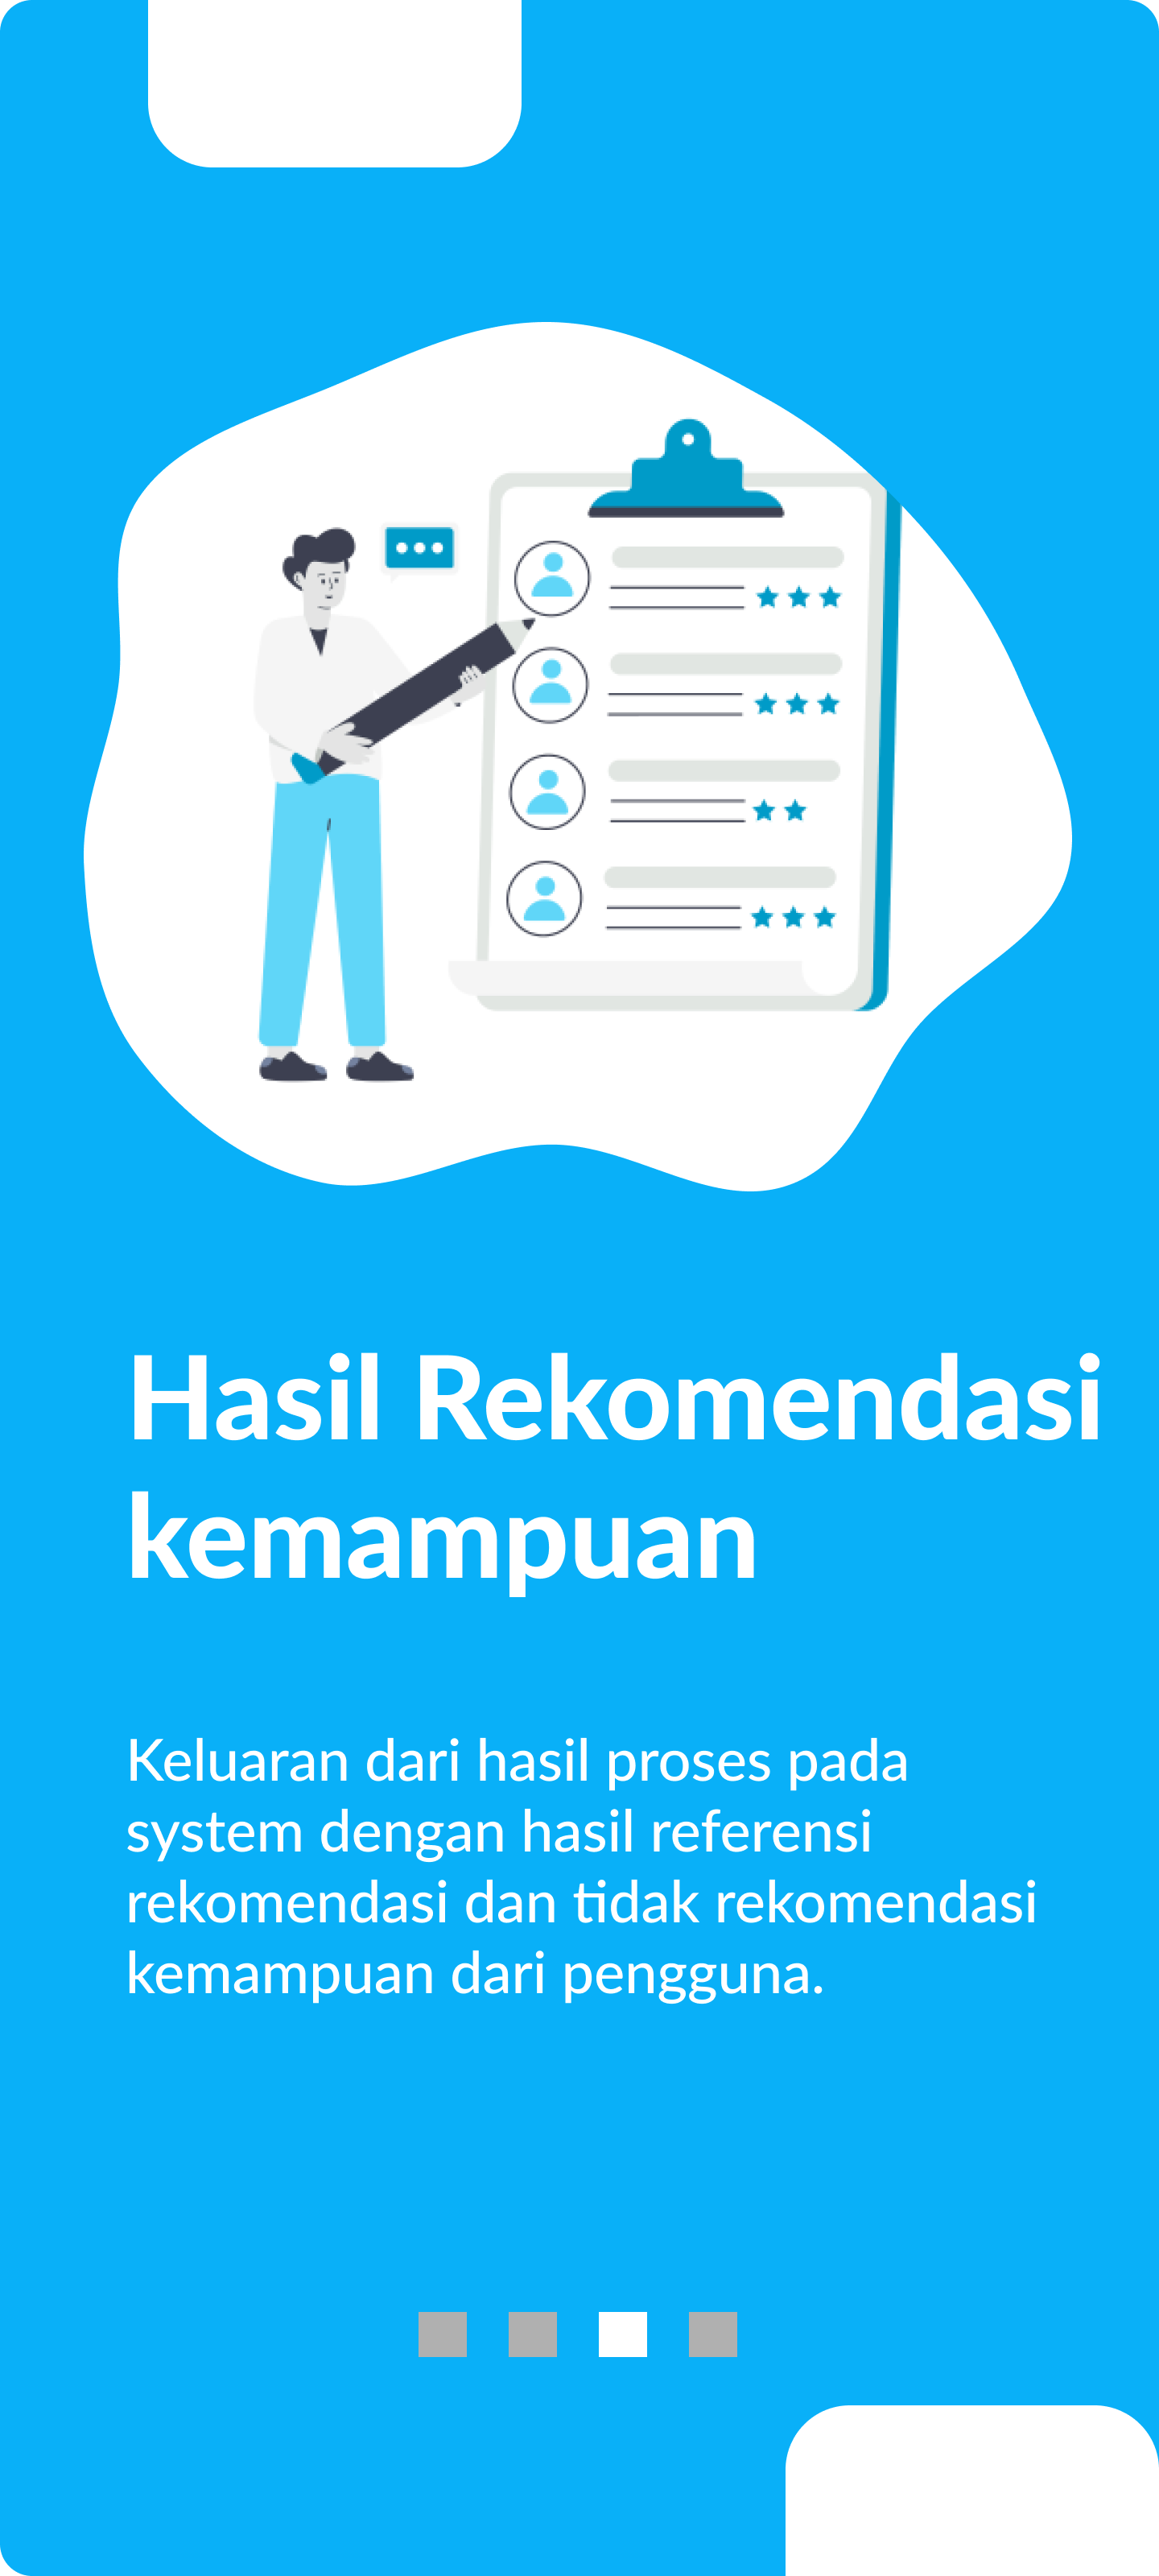 Hasil Rekomendasi
kemampuan
Keluaran dari hasil proses pada
system dengan hasil referensi
rekomendasi dan tidak rekomendasi
kemampuan dari pengguna.